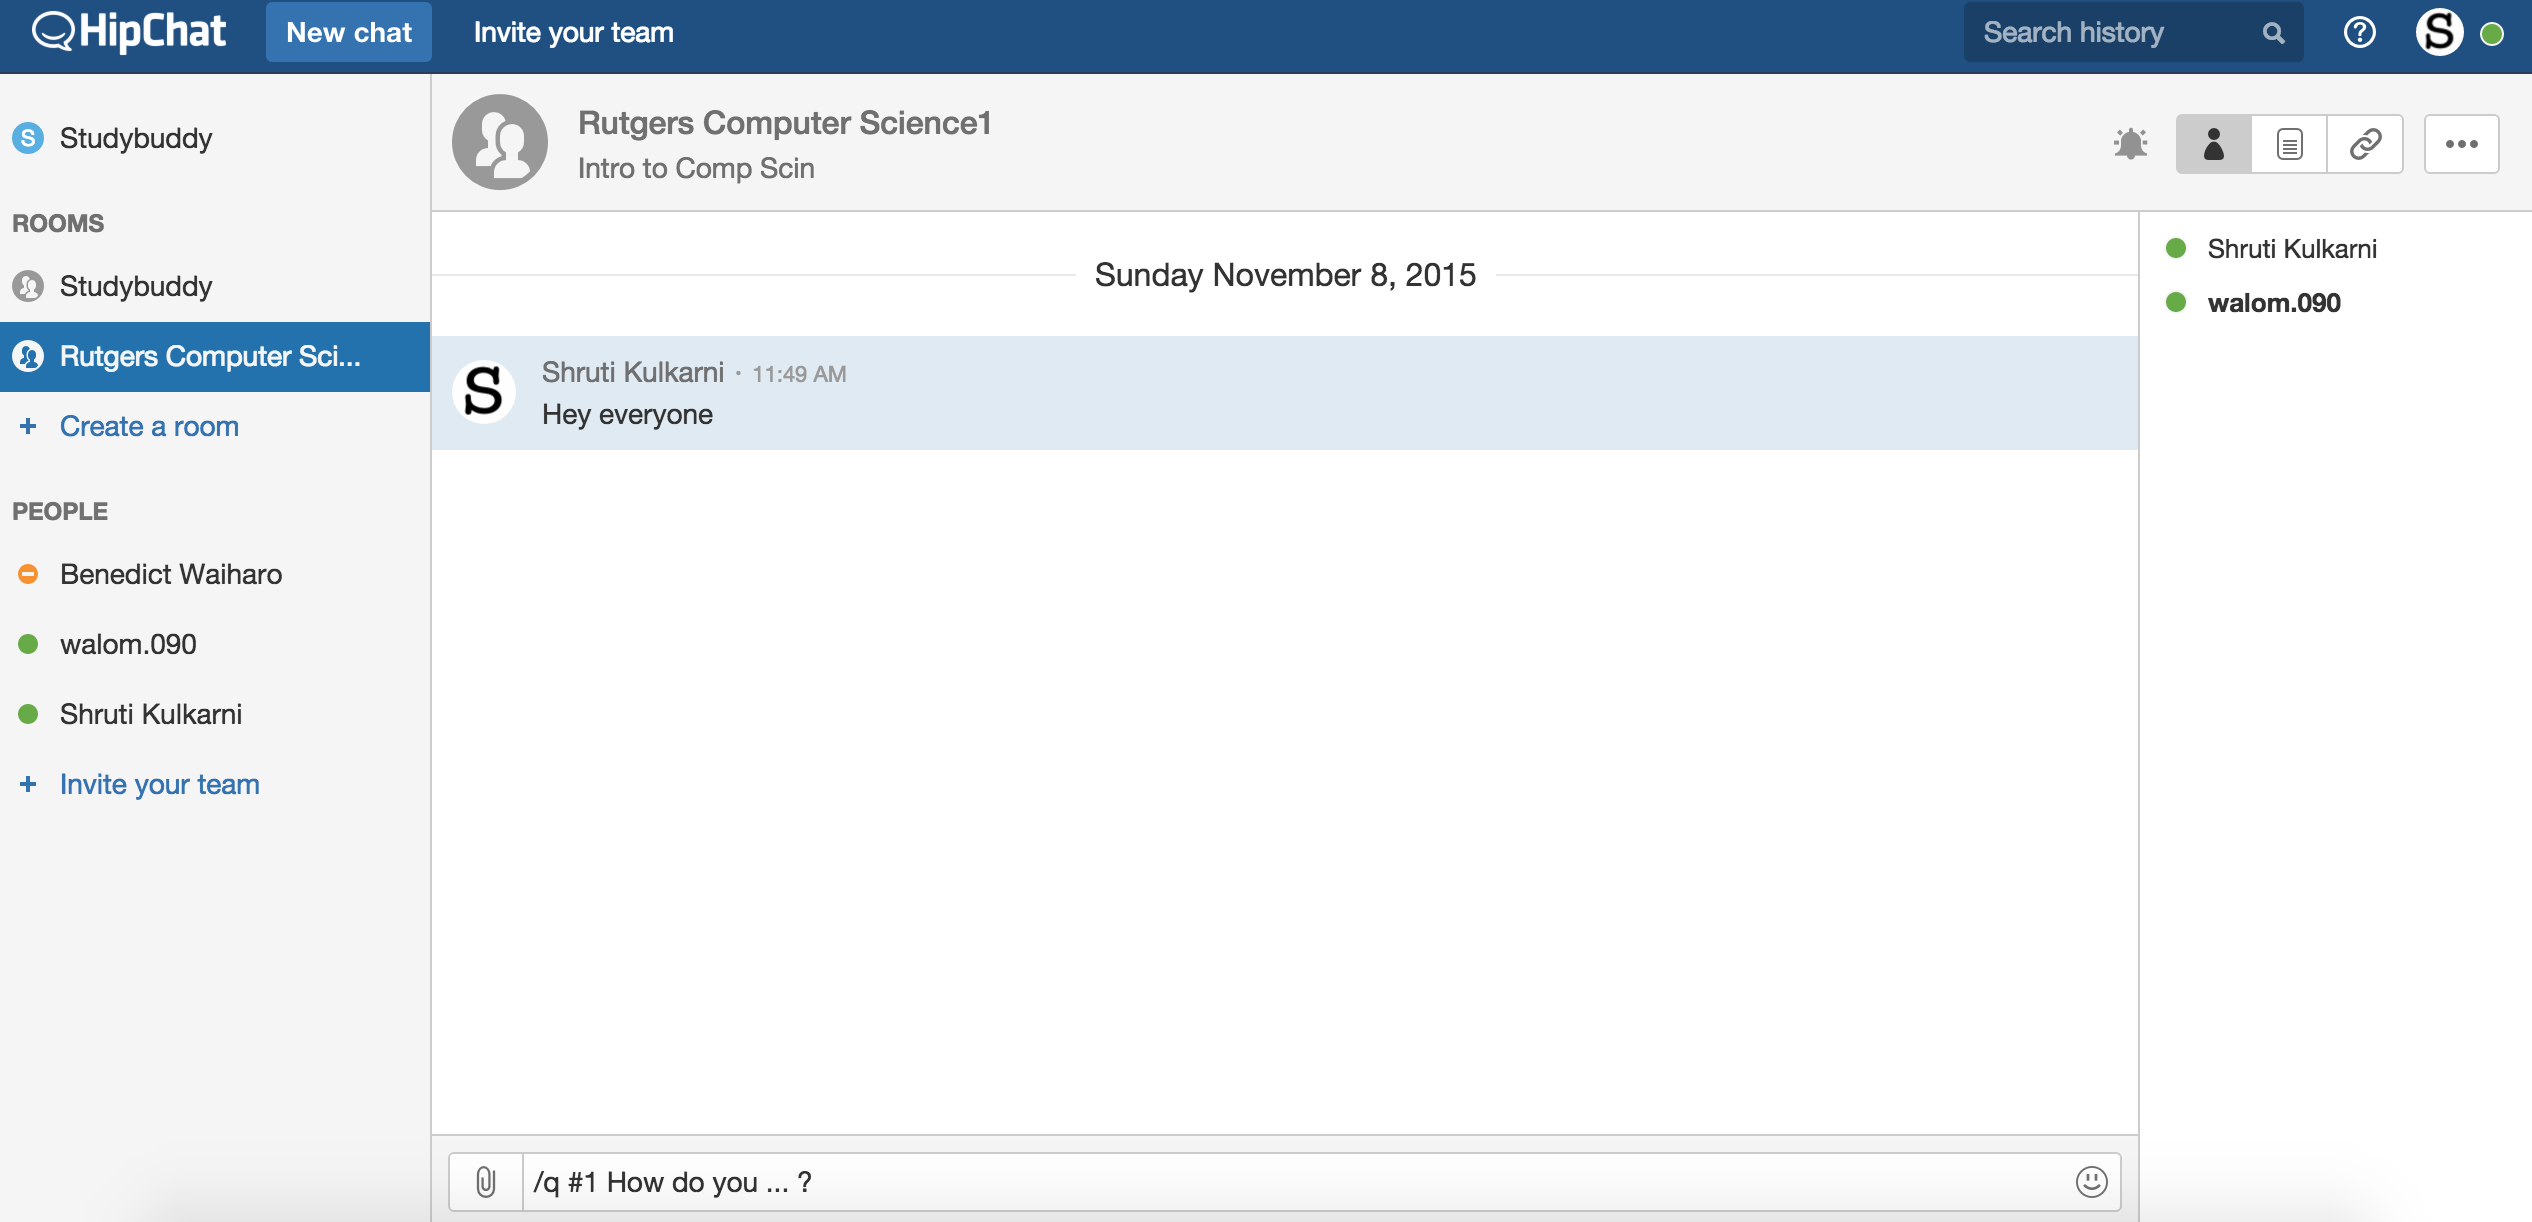 HipChat
New chat
Invite your team
Search history
?
S
S Studybuddy
ROOMS
Studybuddy
Rutgers Computer Sci...
+ Create a room
PEOPLE
Benedict Waiharo
walom.090
Shruti Kulkarni
+ Invite your team
Rutgers Computer Science1
Intro to Comp Scin
Sunday November 8, 2015
S
Shruti Kulkarni · 11:49 AM
Hey everyone
/q #1 How do you ... ?
Shruti Kulkarni
walom.090